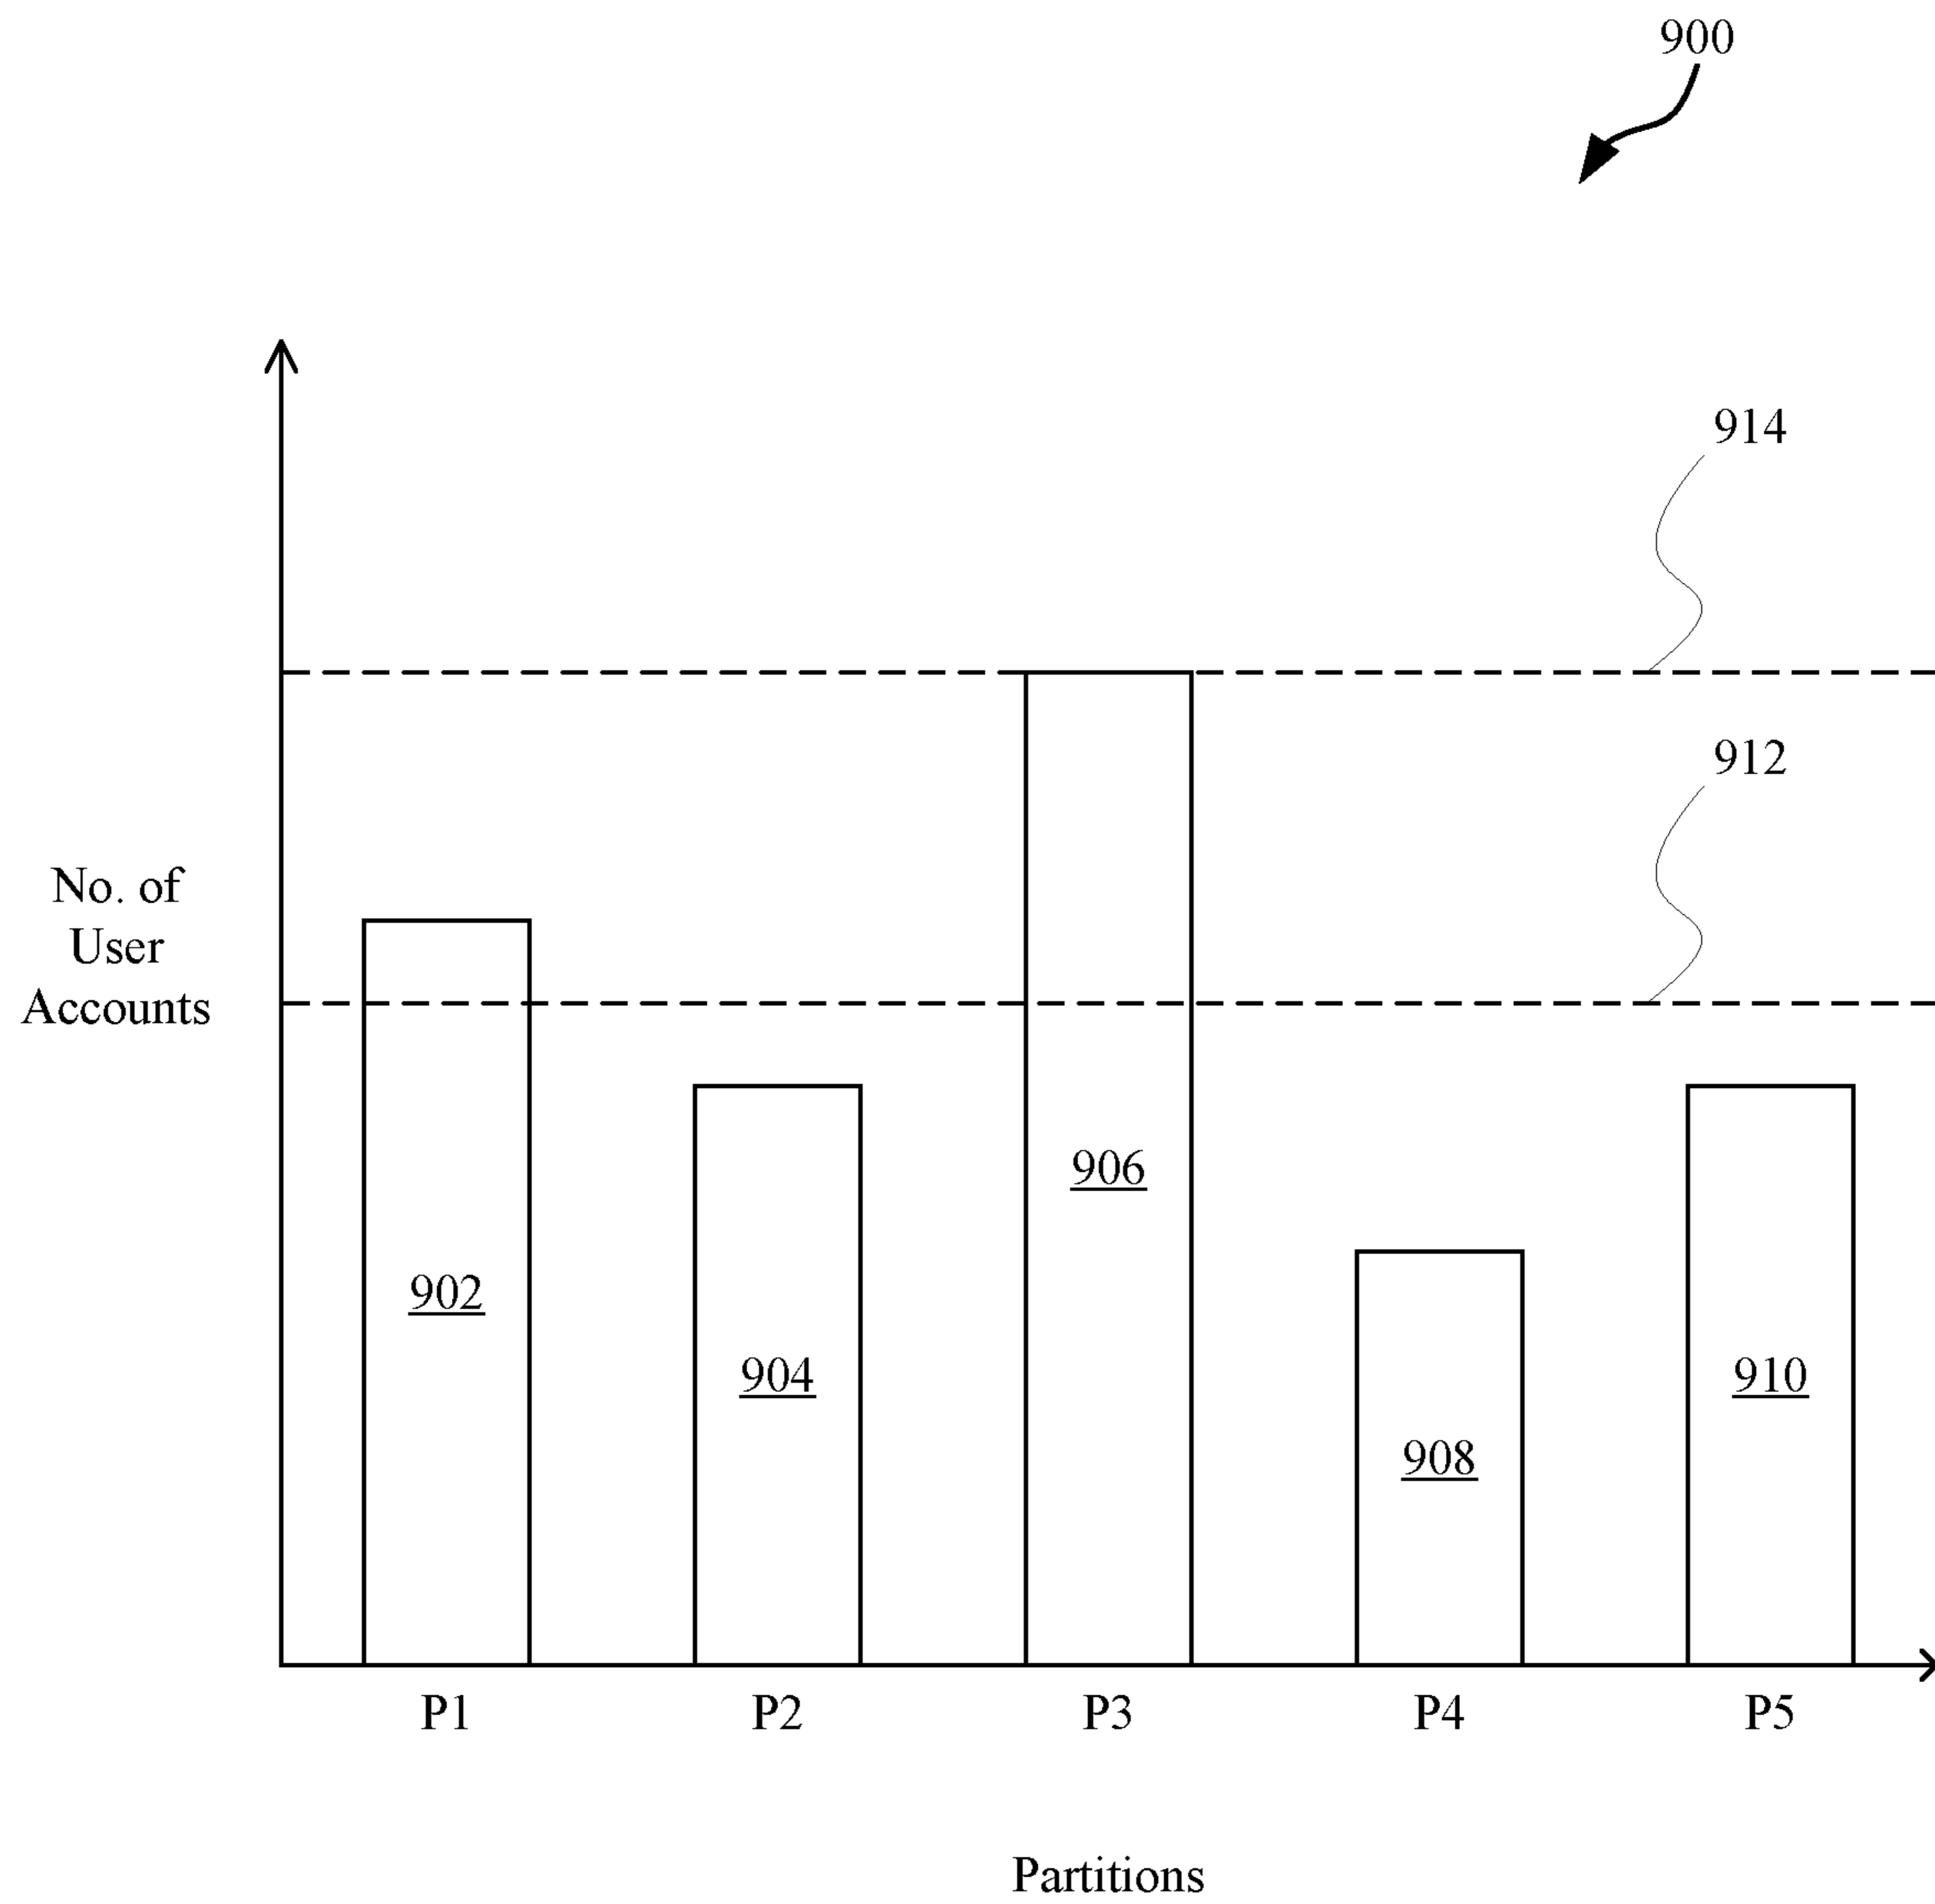 900
914
912
No. of
User
Accounts
906
902
904
910
908
P1 P2 P3 P4 P5
Partitions